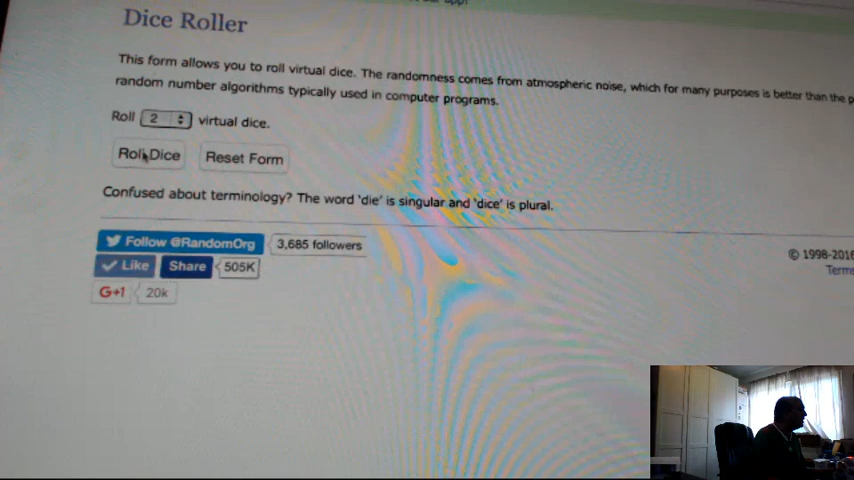 Dice Roller
This form allows you to roll virtual dice. The randomness comes from atmospheric noise, which for many purposes is better than the
random number algorithms typically used in computer programs.
Roll 2 virtual dice.
Roll Dice Reset Form
Confused about terminology? The word 'die' is singular and 'dice' is plural.
Follow @RandomOrg 3,685 followers
Like Share 505K
© 1998-2016
Terms
G+1 20k